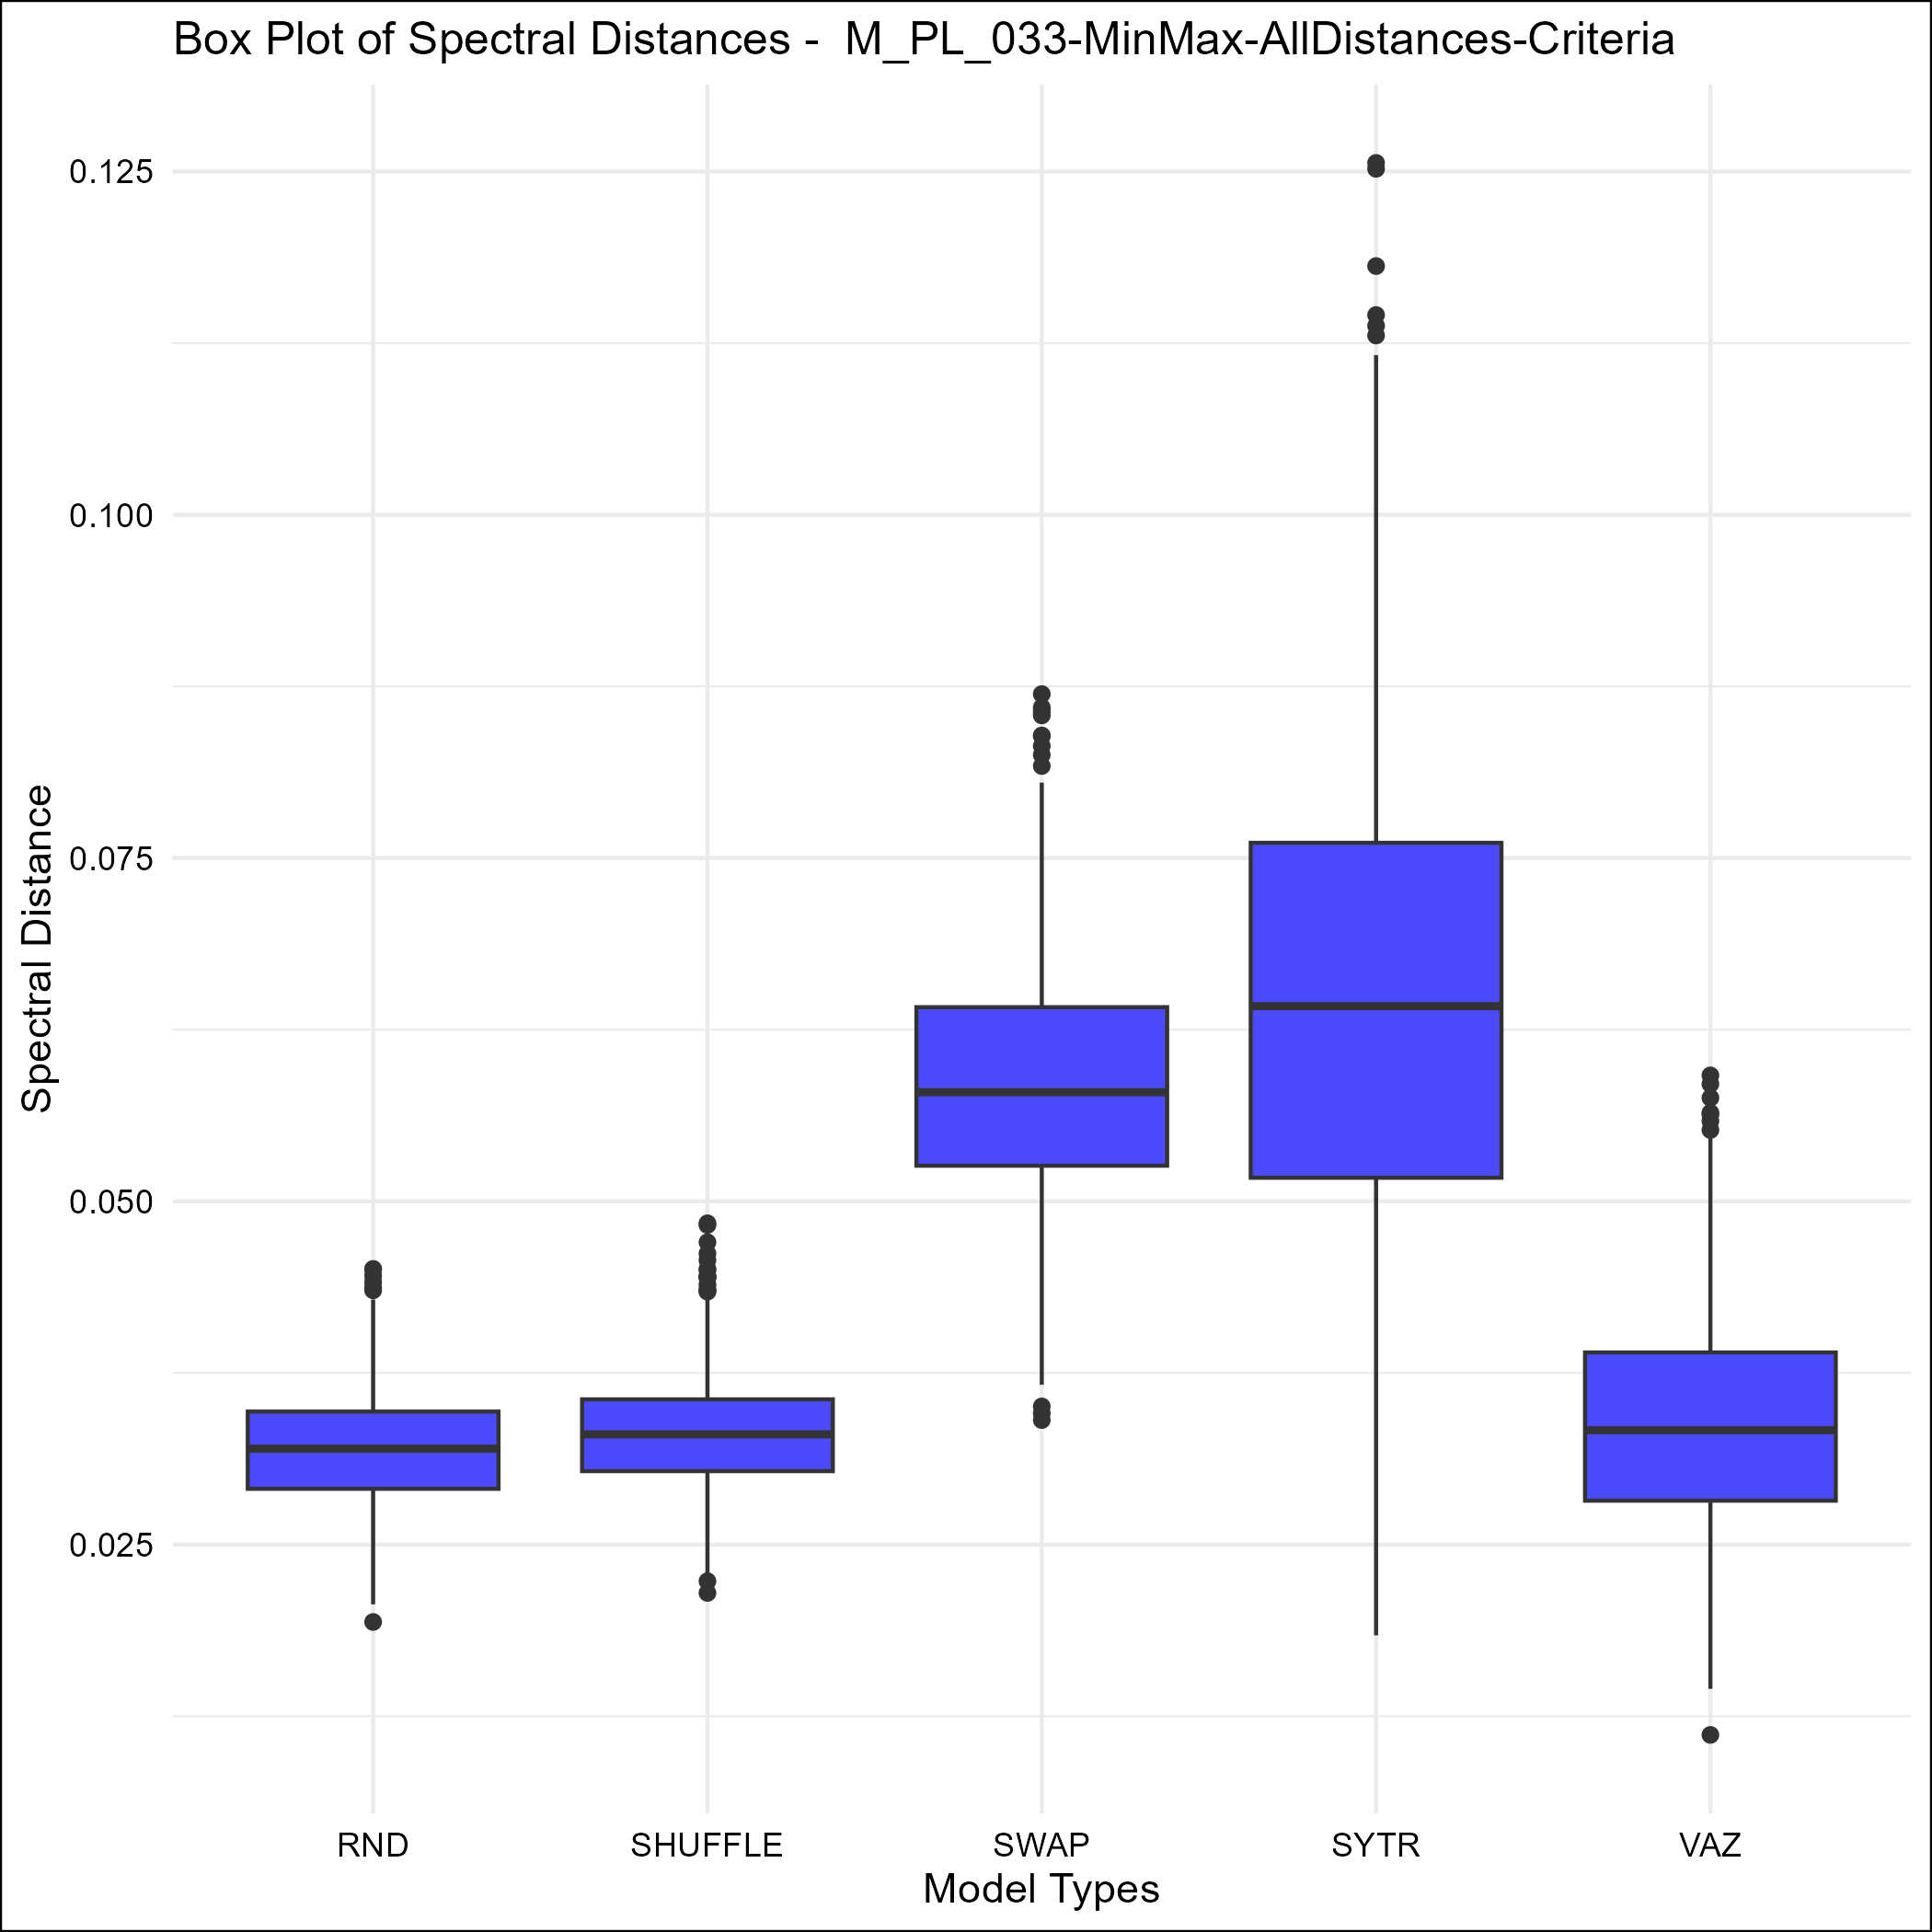 Box Plot of Spectral Distances -  M_PL_033-MinMax-AllDistances-Criteria
Spectral Distance
0.125
0.100
0.075
0.050
0.025
RND SHUFFLE SWAP SYTR VAZ
Model Types